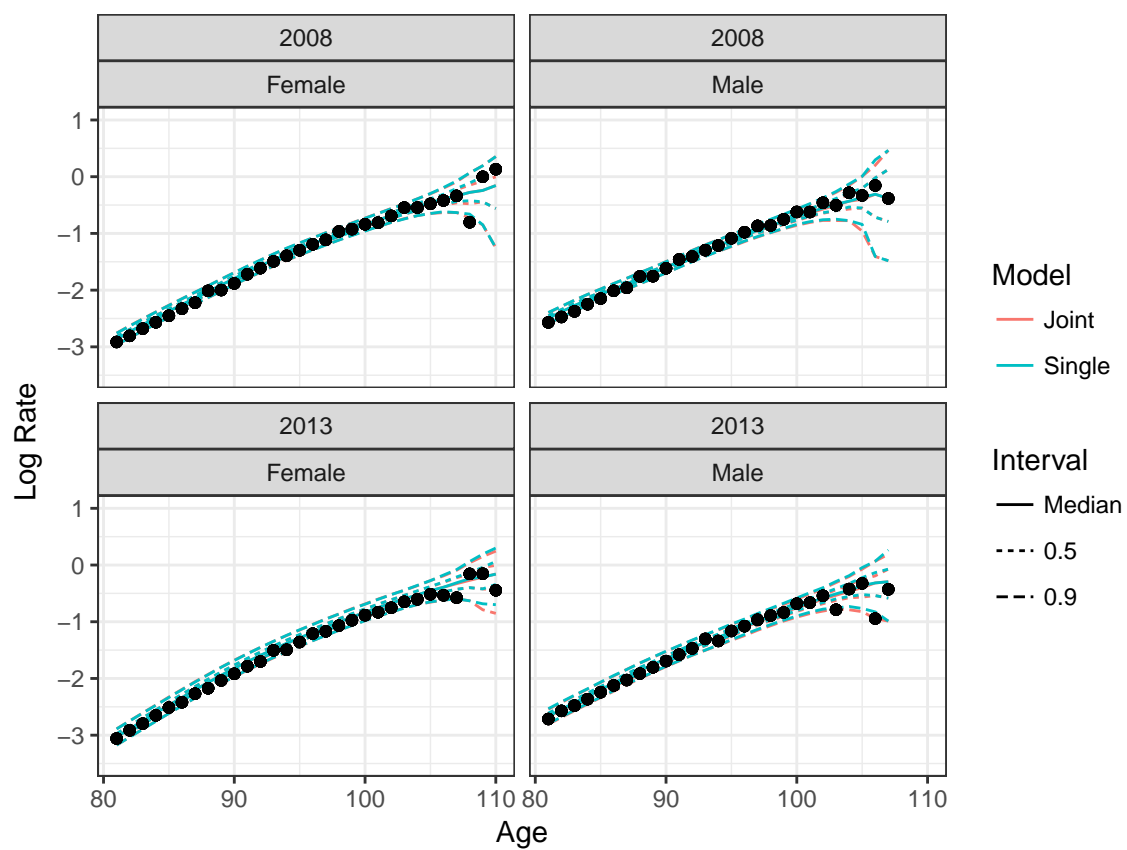 2008
2008
Female
Male
1
0
−1
−2
−3
2013
2013
Female
Male
1
0
−1
−2
−3
80
90
100
110
80
90
100
110
Age
Log Rate
Model
Joint
Single
Interval
Median
0.5
0.9